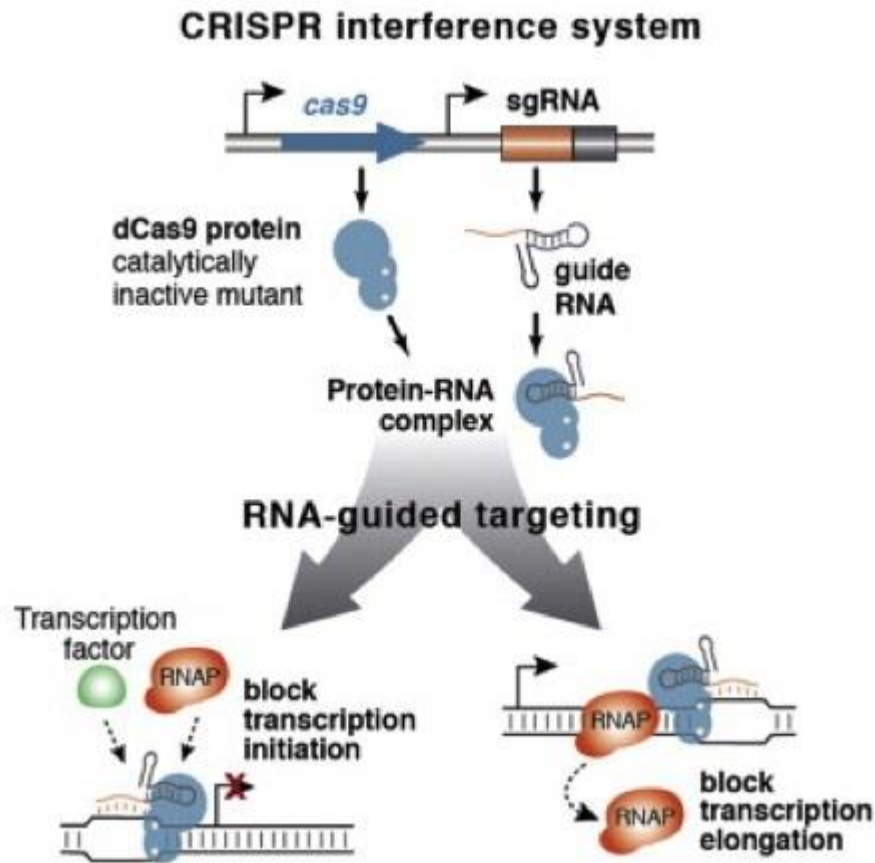 CRISPR interference system
cas9
sgRNA
dCas9 protein
catalytically
inactive mutant
guide
RNA
Protein-RNA
complex
RNA-guided targeting
Transcription
factor
RNAP
block
transcription
initiation
RNAP
RNAP
block
transcription
elongation